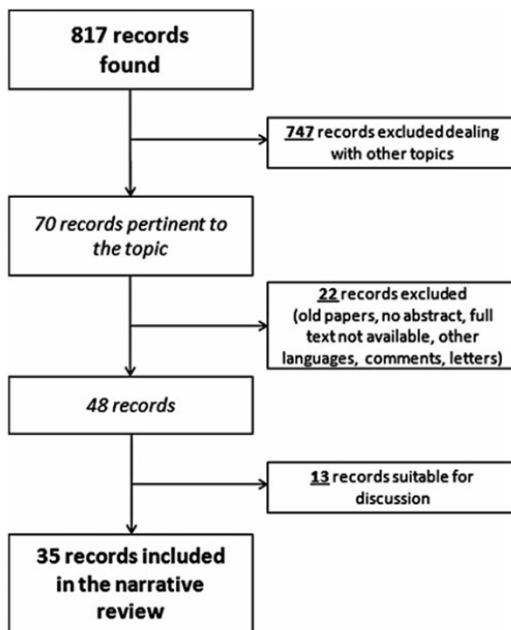 817 records
found
747 records excluded dealing
with other topics
70 records pertinent to
the topic
22 records excluded
(old papers, no abstract, full
text not available, other
languages, comments, letters)
48 records
13 records suitable for
discussion
35 records included
in the narrative
review